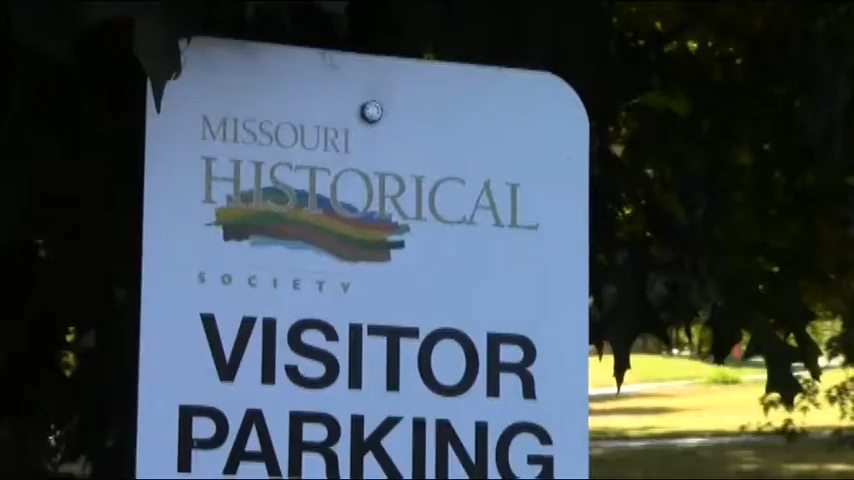 MISSOURI
HISTORICAL
SOCIETY
VISITOR
PARKING